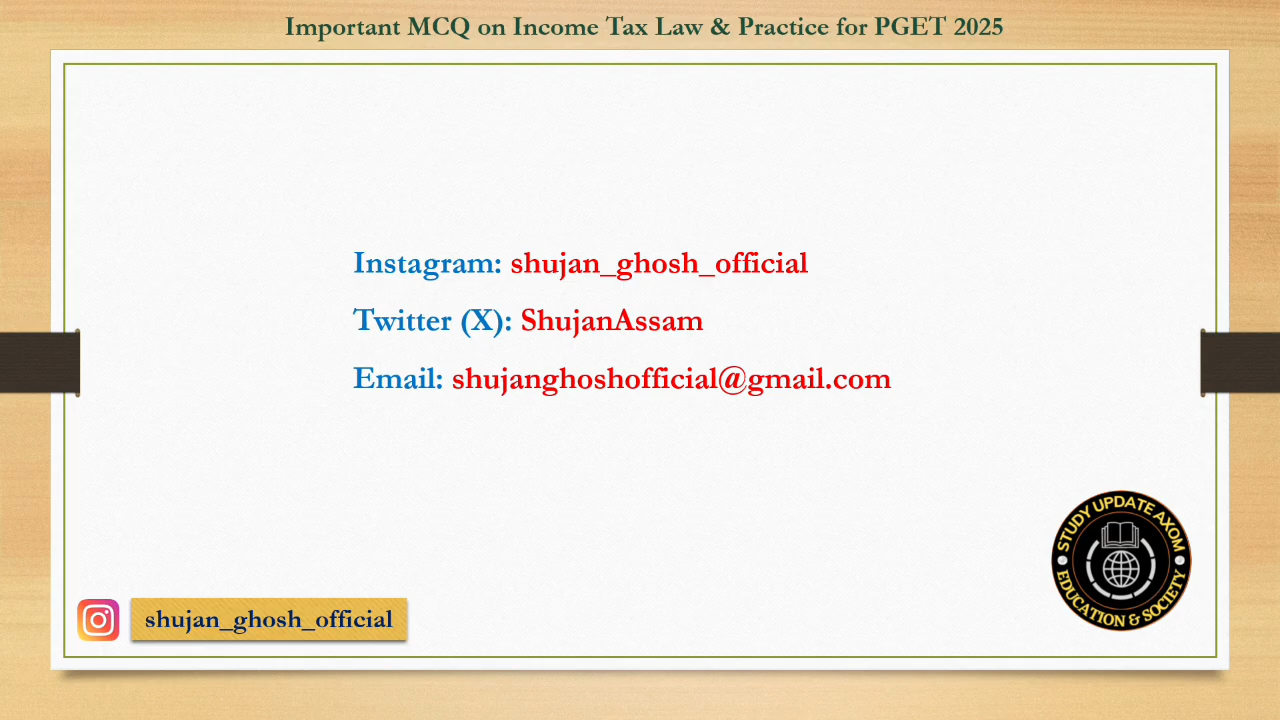 Important MCQ on Income Tax Law & Practice for PGET 2025
Instagram: shujan_ghosh_official
Twitter (X): ShujanAssam
Email: shujanghoshofficial@gmail.com
STUDY UPDATE AXOM
EDUCATION & SOCIETY
shujan_ghosh_official